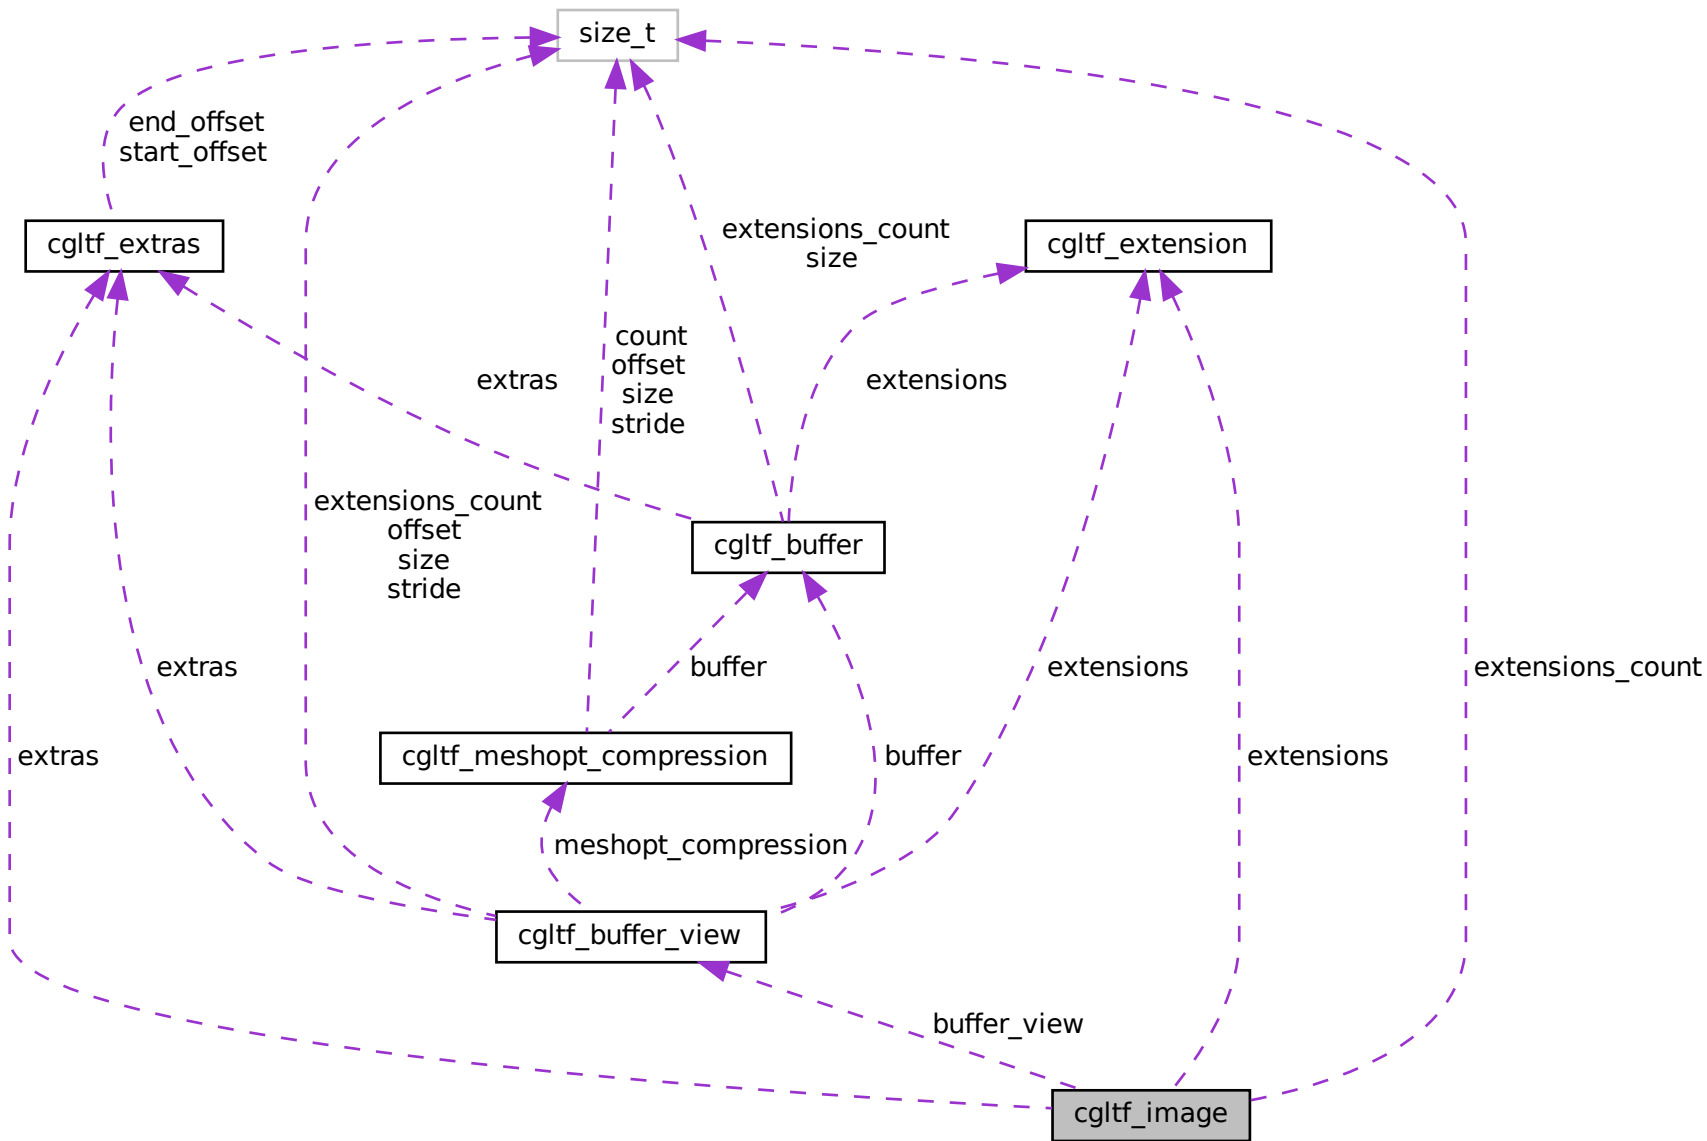 size_t
end_offset
start_offset
cgltf_extras
extensions_count
size
cgltf_extension
count
offset
size
stride
extras
extensions
extensions_count
offset
size
stride
cgltf_buffer
extras
buffer
extensions
extensions_count
extras
cgltf_meshopt_compression
buffer
extensions
meshopt_compression
cgltf_buffer_view
buffer_view
cgltf_image